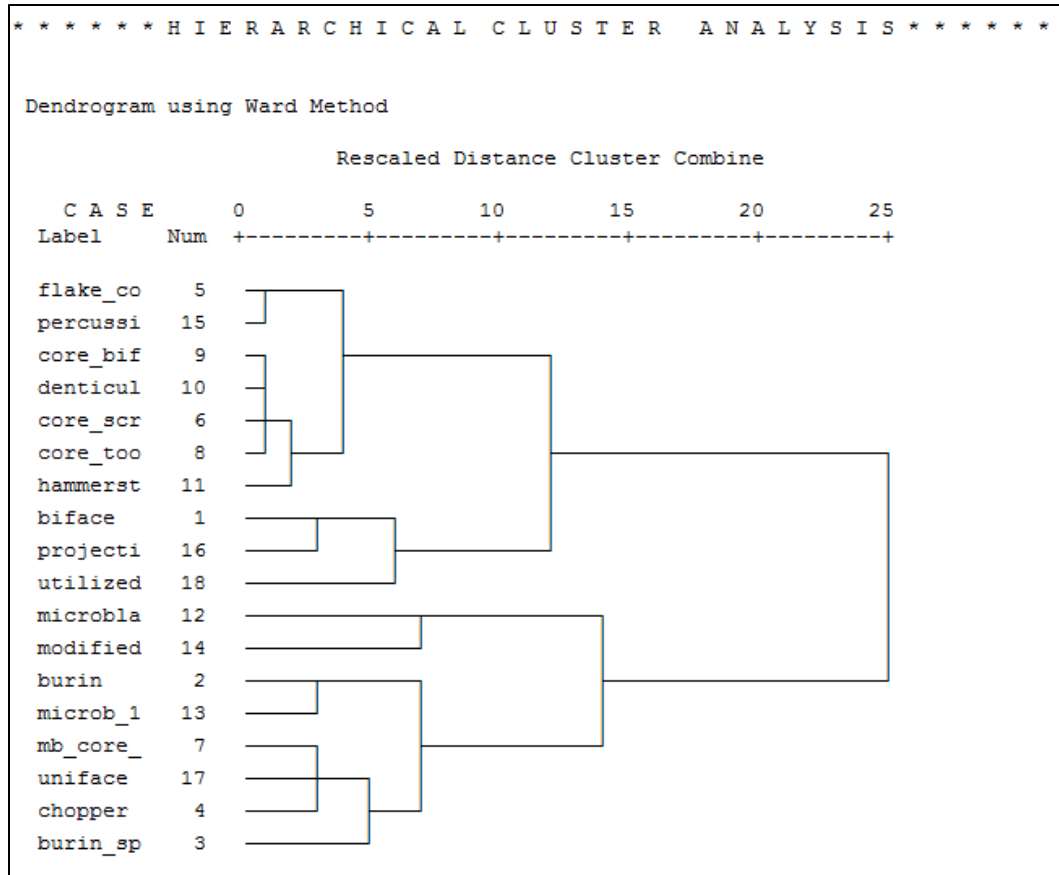 * * * * * * H I E R A R C H I C A L  C L U S T E R   A N A L Y S I S * * * * * *
Dendrogram using Ward Method
Rescaled Distance Cluster Combine
C A S E      0         5        10        15        20        25
Label     Num  +---------+---------+---------+---------+---------+
flake_co    5
percussi   15
core_bif    9
denticul   10
core_scr    6
core_too    8
hammerst   11
biface      1
projecti   16
utilized   18
microbla   12
modified   14
burin       2
microb_1   13
mb_core_    7
uniface    17
chopper     4
burin_sp    3